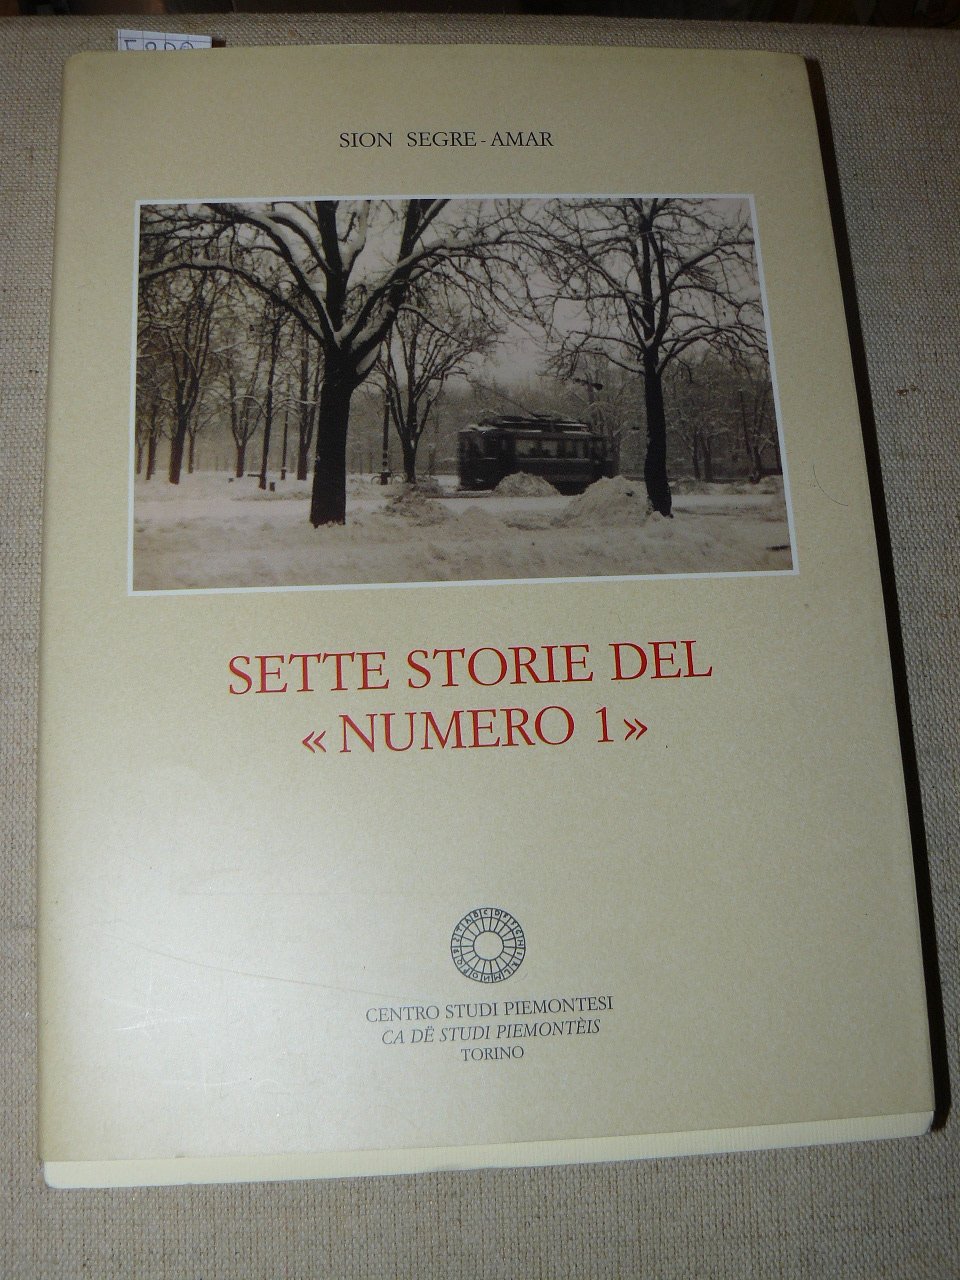 SION SEGRE-AMAR
SETTE STORIE DEL
«NUMERO 1»
CENTRO STUDI PIEMONTESI
CA DË STUDI PIEMONTÈIS
TORINO